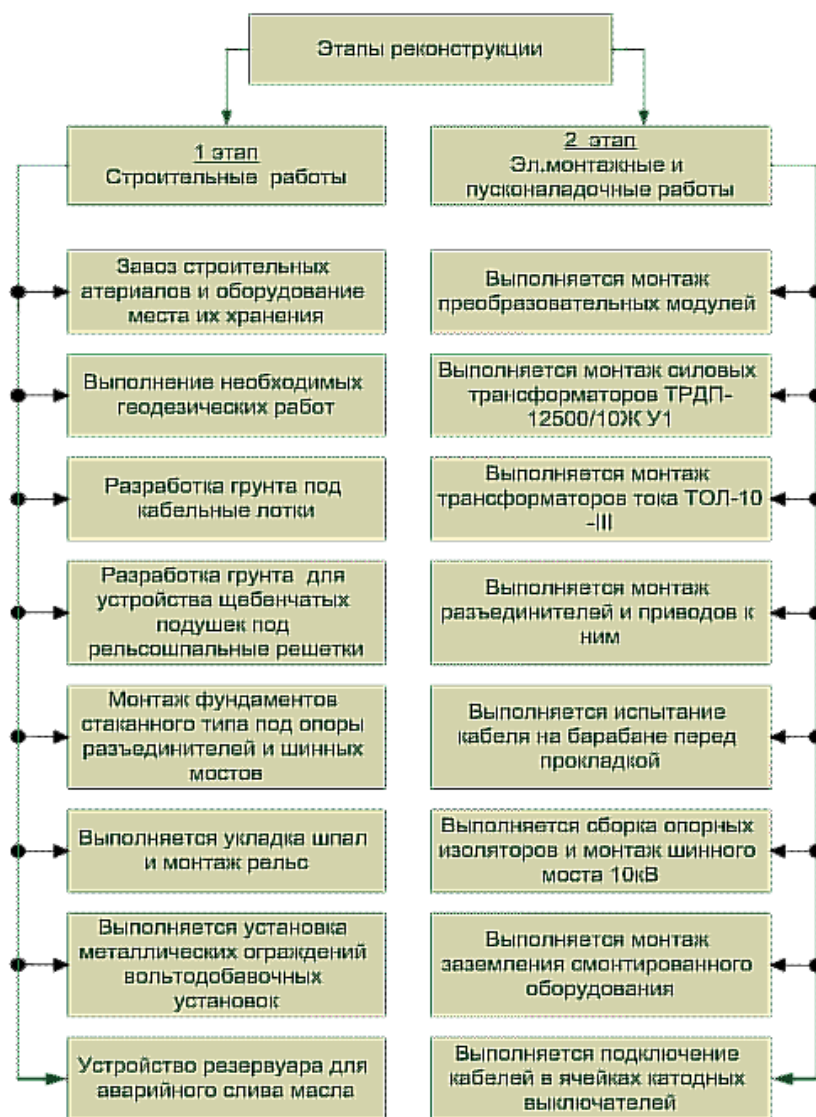 Этапы реконструкции
1 этап
Строительные работы
2 этап
Эл.монтажные и
пусконаладочные работы
Завоз строительных
атериалов и оборудование
места их хранения
Выполнение необходимых
геодезических работ
Разработка грунта под
кабельные лотки
Разработка грунта для
устройства щебенчатых
подушек под
рельсошпальные решетки
Монтаж фундаментов
стаканного типа под опоры
разъединителей и шинных
мостов
Выполняется укладка шпал
и монтаж рельс
Выполняется установка
металлических ограждений
вольтодобавочных
установок
Устройство резервуара для
аварийного слива масла
Выполняется монтаж
преобразовательных модулей
Выполняется монтаж силовых
трансформаторов ТРДП-
12500/10Ж У1
Выполняется монтаж
трансформаторов тока ТОЛ-10
-III
Выполняется монтаж
разъединителей и приводов к
ним
Выполняется испытание
кабеля на барабане перед
прокладкой
Выполняется сборка опорных
изоляторов и монтаж шинного
моста 10кВ
Выполняется монтаж
заземления смонтированного
оборудования
Выполняется подключение
кабелей в ячейках катодных
выключателей